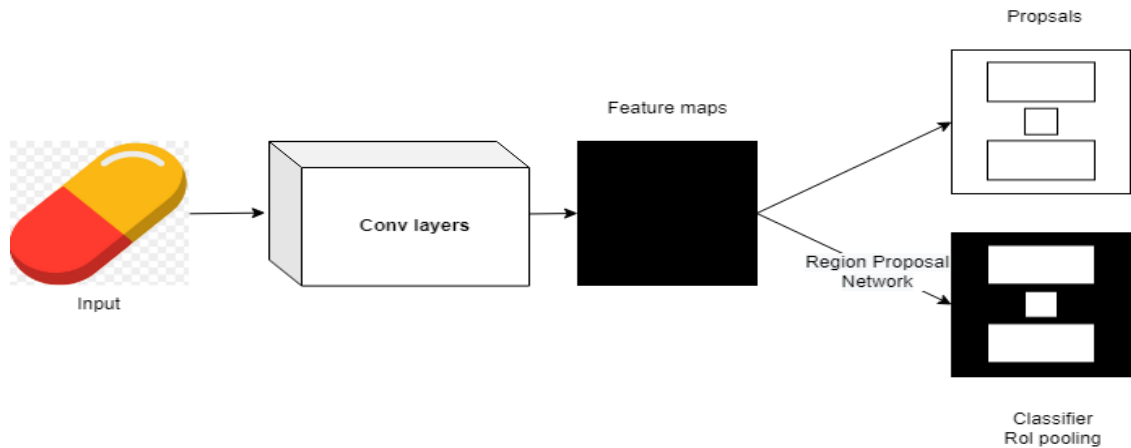 Propsals
Feature maps
Conv layers
Region Proposal
Network
Input
Classifier
RoI pooling